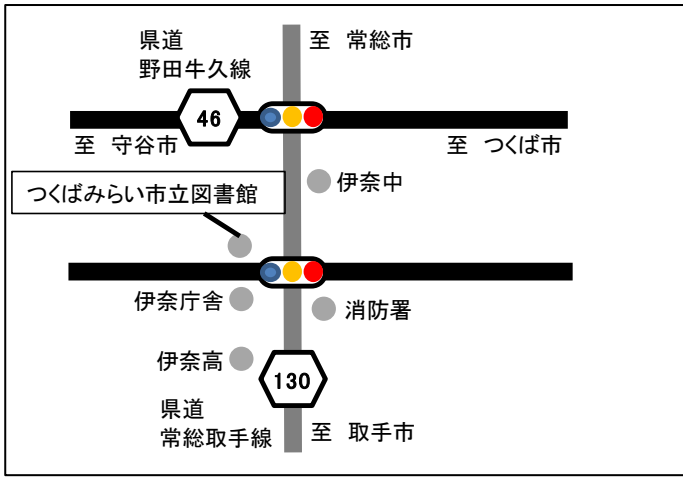 県道
野田牛久線
至 常総市
46
至 守谷市
至 つくば市
伊奈中
つくばみらい市立図書館
伊奈庁舎
消防署
伊奈高
130
県道
常総取手線
至 取手市